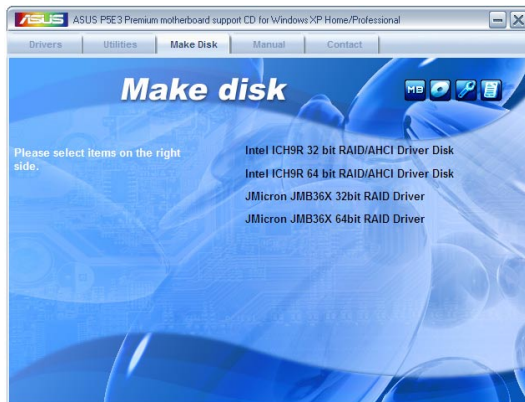 ASUS ASUS P5E3 Premium motherboard support CD for Windows XP Home/Professional
Drivers Utilities Make Disk Manual Contact
Make disk
MB
Please select items on the right
side.
Intel ICH9R 32 bit RAID/AHCI Driver Disk
Intel ICH9R 64 bit RAID/AHCI Driver Disk
JMicron JMB36X 32bit RAID Driver
JMicron JMB36X 64bit RAID Driver